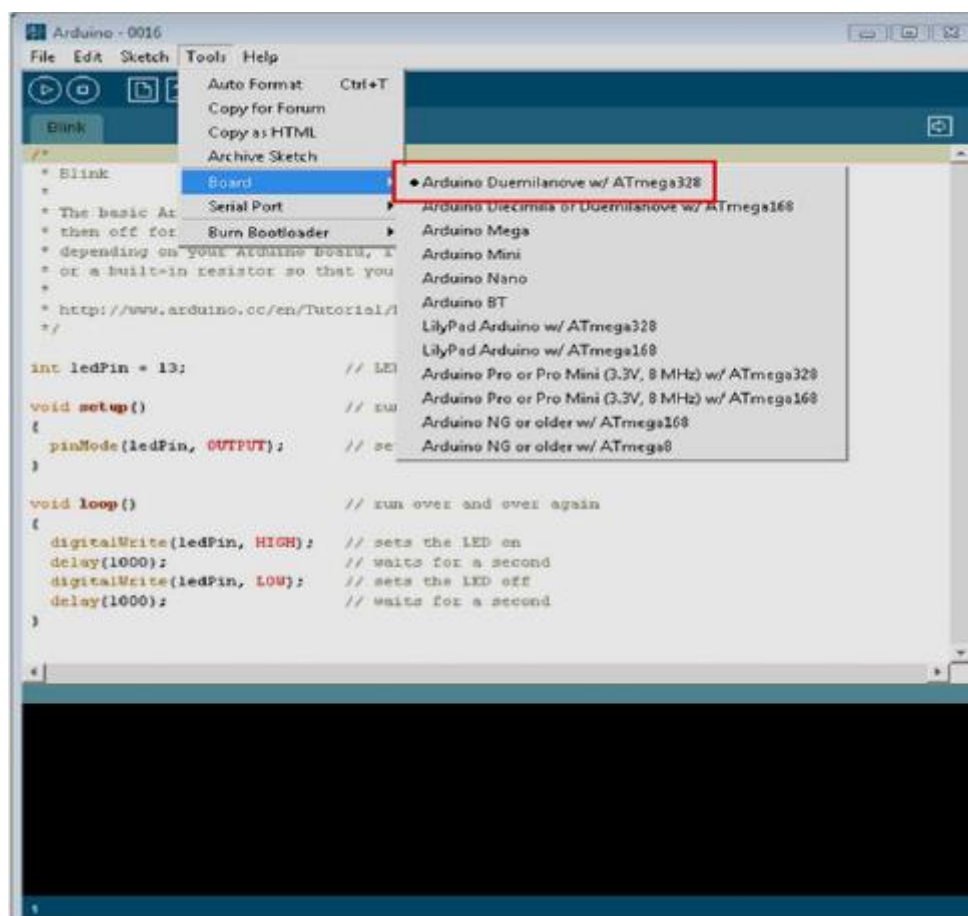 Arduino - 0016
File Edit Sketch Tools Help
Auto Format Ctrl+T
Copy for Forum
Copy as HTML
Archive Sketch
Board
Serial Port
Burn Bootloader
Arduino Duemilanove w/ ATmega328
Arduino Diecimila or Duemilanove w/ ATmega168
Arduino Mega
Arduino Mini
Arduino Nano
Arduino BT
LilyPad Arduino w/ ATmega328
LilyPad Arduino w/ ATmega168
Arduino Pro or Pro Mini (3.3V, 8 MHz) w/ ATmega328
Arduino Pro or Pro Mini (3.3V, 8 MHz) w/ ATmega168
Arduino NG or older w/ ATmega168
Arduino NG or older w/ ATmega8
Blink
/*
* Blink
*
* The basic Ar
* then off for
* depending on your Arduino board, i
* or a built-in resistor so that you
*
* http://www.arduino.cc/en/Tutorial/
*/
int ledPin = 13; // LE
void setup() // ru
{
pinMode(ledPin, OUTPUT); // se
}
void loop() // run over and over again
{
digitalWrite(ledPin, HIGH); // sets the LED on
delay(1000); // waits for a second
digitalWrite(ledPin, LOW); // sets the LED off
delay(1000); // waits for a second
}